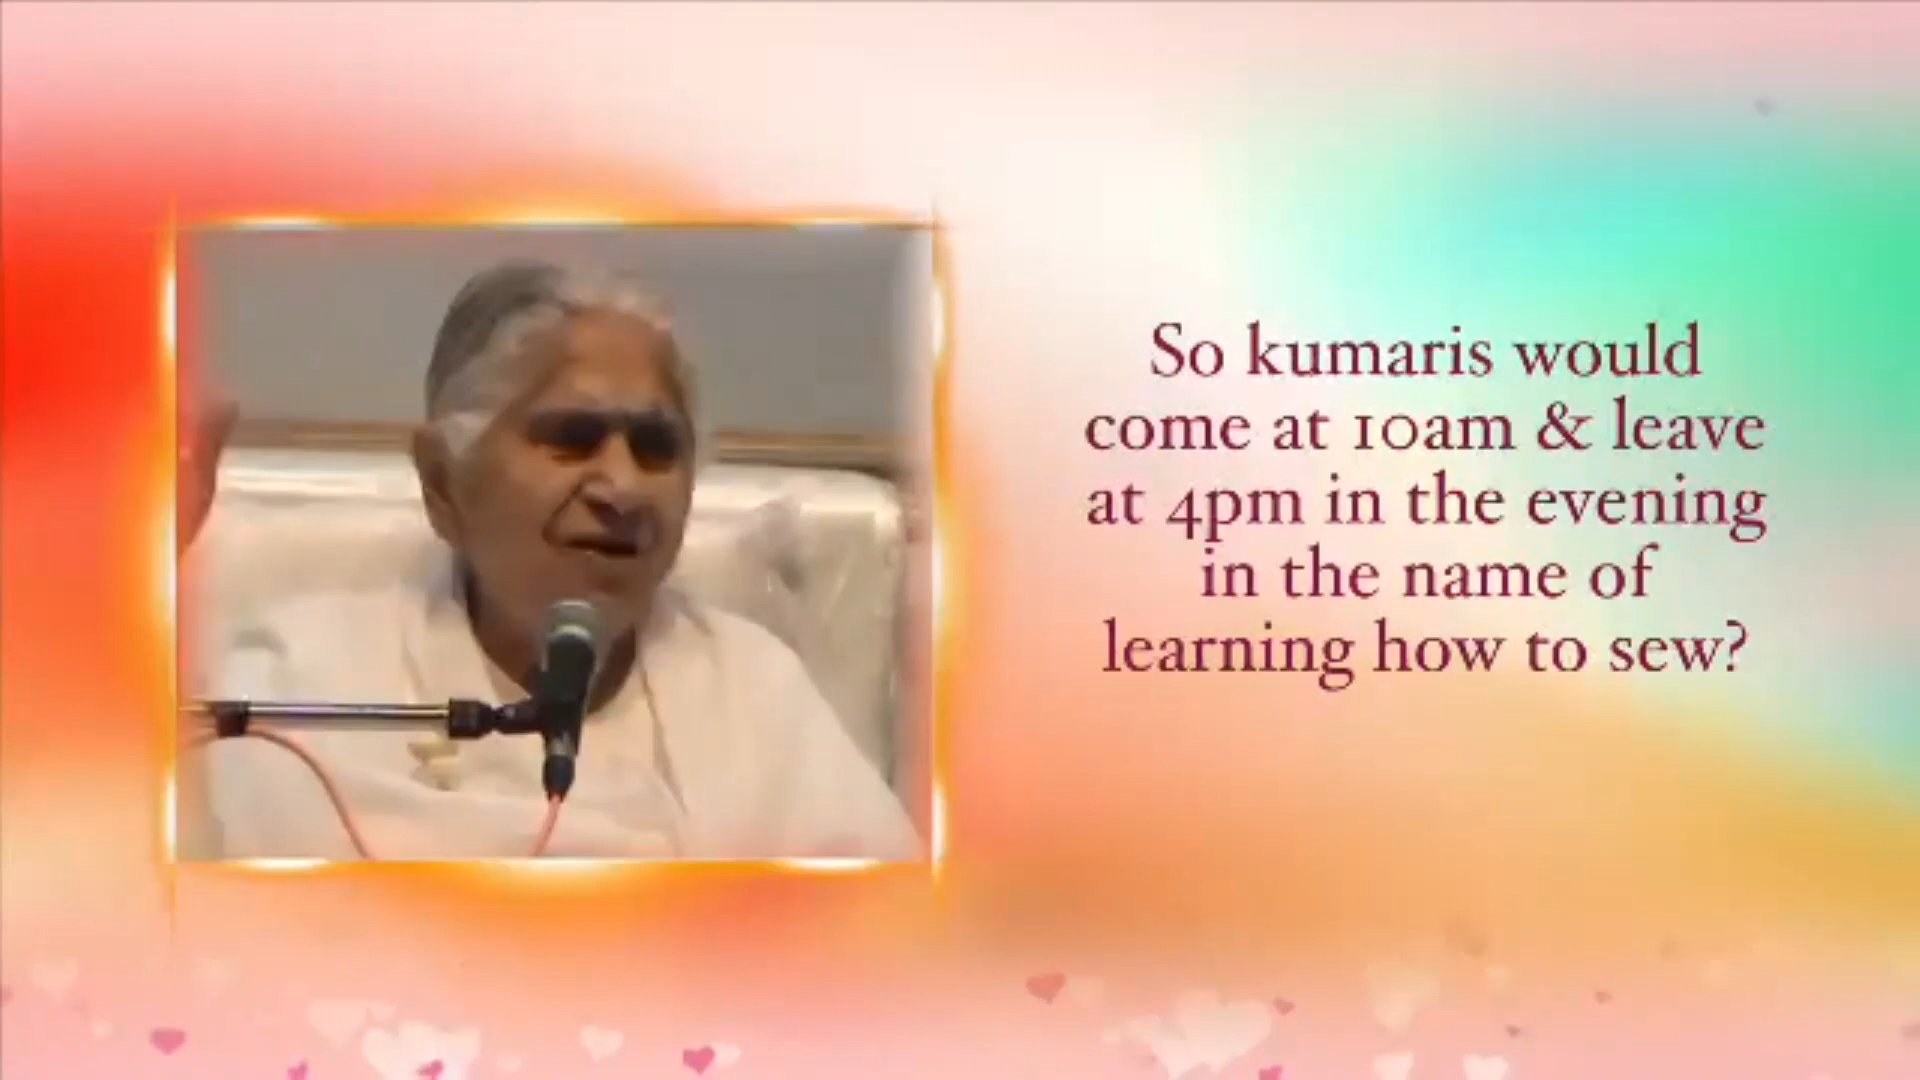 So kumaris would
come at 10am & leave
at 4pm in the evening
in the name of
learning how to sew?